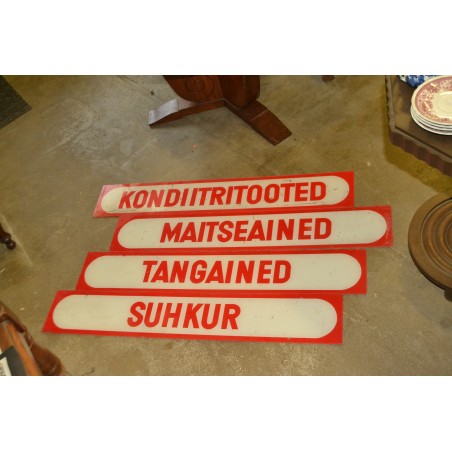 KONDIITRITOOTED
MAITSEAINED
TANGAINED
SUHKUR